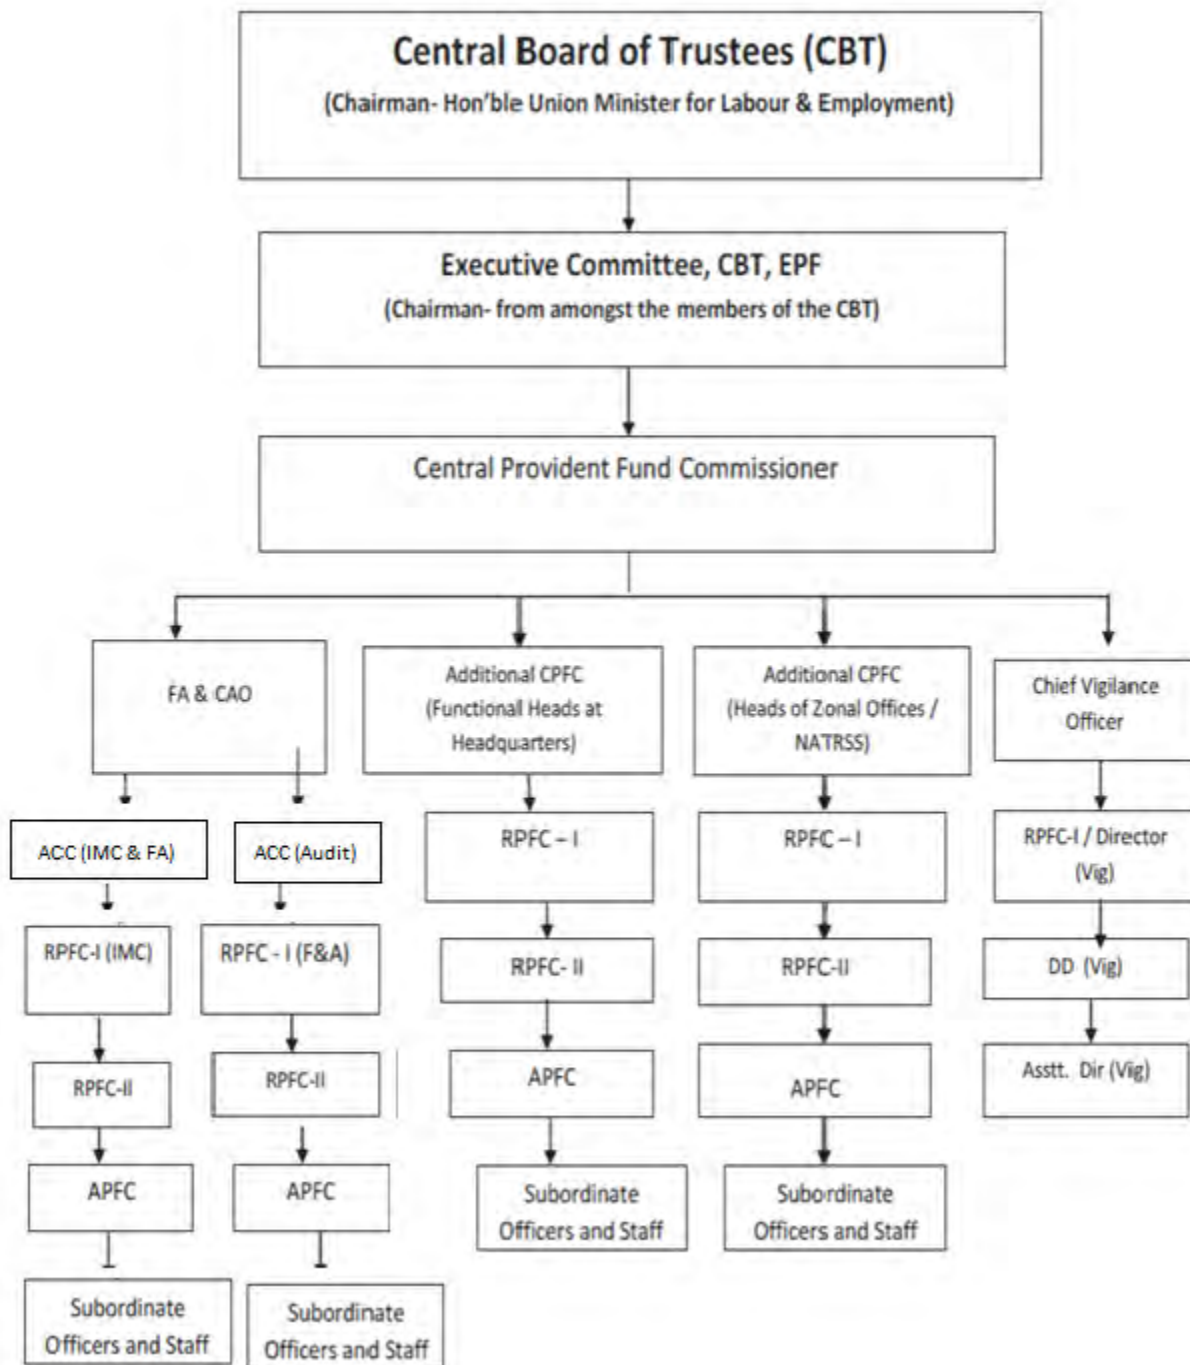 Central Board of Trustees (CBT)
(Chairman- Hon'ble Union Minister for Labour & Employment)
Executive Committee, CBT, EPF
(Chairman- from amongst the members of the CBT)
Central Provident Fund Commissioner
FA & CAO
Additional CPFC
(Functional Heads at
Headquarters)
Additional CPFC
(Heads of Zonal Offices /
NATRSS)
Chief Vigilance
Officer
ACC (IMC & FA)
ACC (Audit)
RPFC – I
RPFC – I
RPFC-I / Director
(Vig)
RPFC-I (IMC)
RPFC - I (F&A)
RPFC- II
RPFC-II
DD (Vig)
RPFC-II
RPFC-II
APFC
APFC
Asstt. Dir (Vig)
APFC
APFC
Subordinate
Officers and Staff
Subordinate
Officers and Staff
Subordinate
Officers and Staff
Subordinate
Officers and Staff